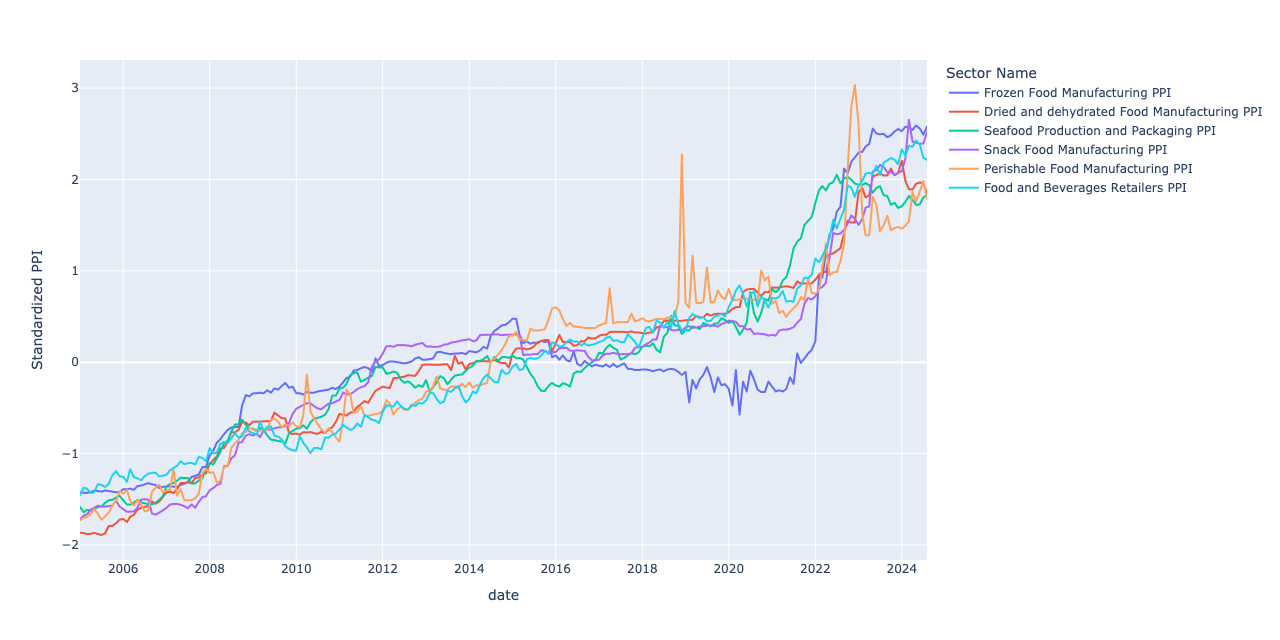 Sector Name
Frozen Food Manufacturing PPI
Dried and dehydrated Food Manufacturing PPI
Seafood Production and Packaging PPI
Snack Food Manufacturing PPI
Perishable Food Manufacturing PPI
Food and Beverages Retailers PPI
Standardized PPI
3
2
1
0
−1
−2
2006 2008 2010 2012 2014 2016 2018 2020 2022 2024
date